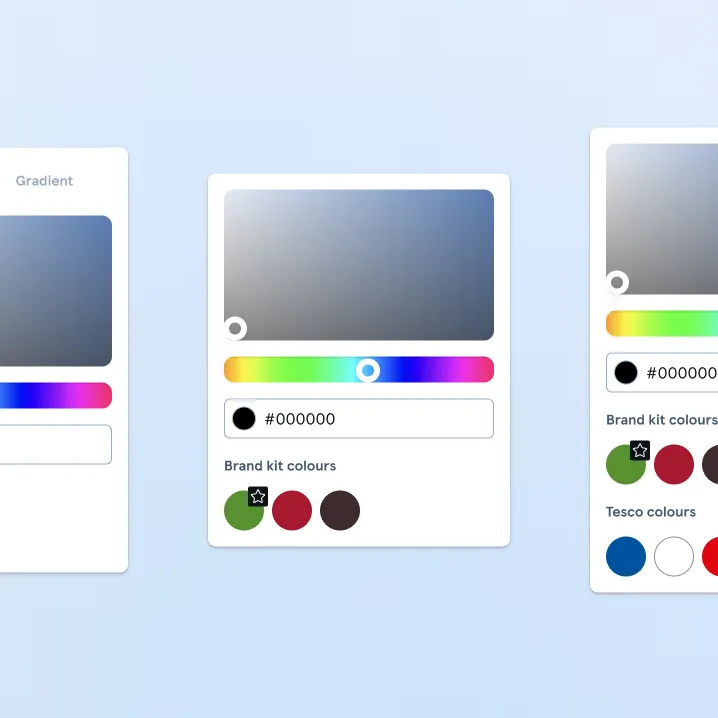 Gradient
#000000
Brand kit colours
#000000
Brand kit colours
Tesco colours